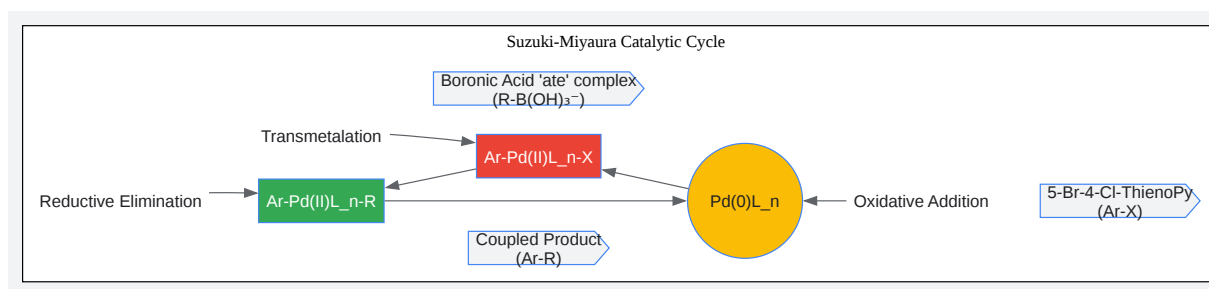 Suzuki-Miyaura Catalytic Cycle
Boronic Acid 'ate' complex
(R-B(OH)₃⁻)
Transmetalation
Ar-Pd(II)L_n-X
Reductive Elimination
Ar-Pd(II)L_n-R
Pd(0)L_n
Oxidative Addition
5-Br-4-Cl-ThienoPy
(Ar-X)
Coupled Product
(Ar-R)